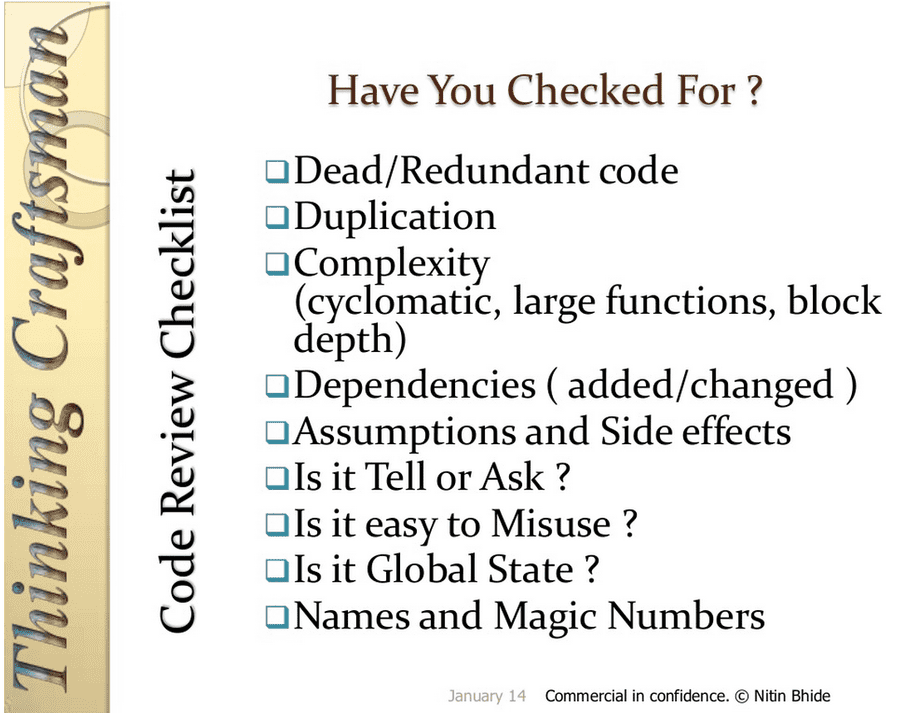 Thinking Craftsman
Code Review Checklist
Have You Checked For ?
Dead/Redundant code
Duplication
Complexity
(cyclomatic, large functions, block
depth)
Dependencies ( added/changed )
Assumptions and Side effects
Is it Tell or Ask ?
Is it easy to Misuse ?
Is it Global State ?
Names and Magic Numbers
January 14 Commercial in confidence. © Nitin Bhide